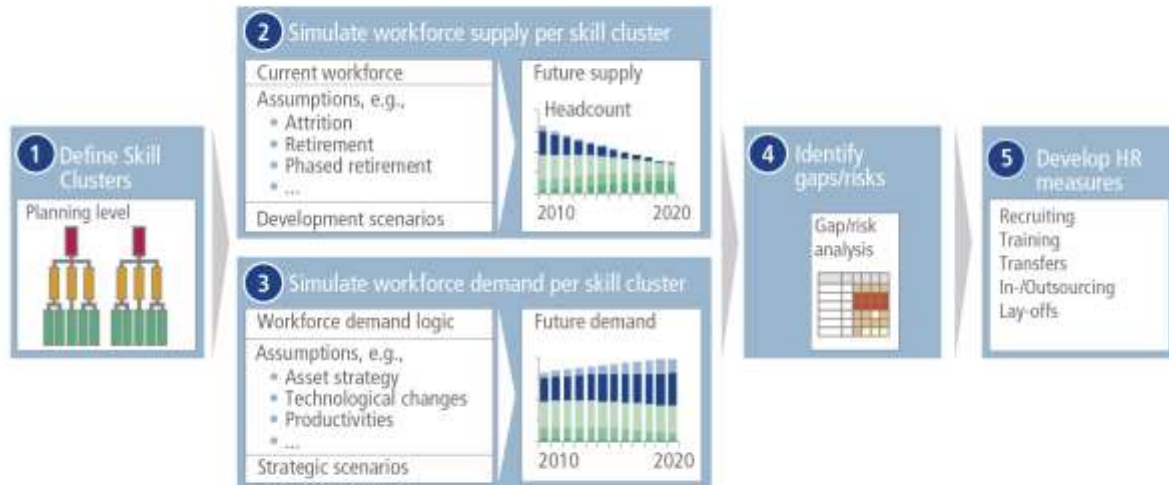 1 Define Skill
Clusters
Planning level
2 Simulate workforce supply per skill cluster
Current workforce
Assumptions, e.g.,
• Attrition
• Retirement
• Phased retirement
• ...
Development scenarios
Future supply
Headcount
2010 2020
3 Simulate workforce demand per skill cluster
Workforce demand logic
Assumptions, e.g.,
• Asset strategy
• Technological changes
• Productivities
• ...
Strategic scenarios
Future demand
2010 2020
4 Identify
gaps/risks
Gap/risk
analysis
5 Develop HR
measures
Recruiting
Training
Transfers
In-/Outsourcing
Lay-offs